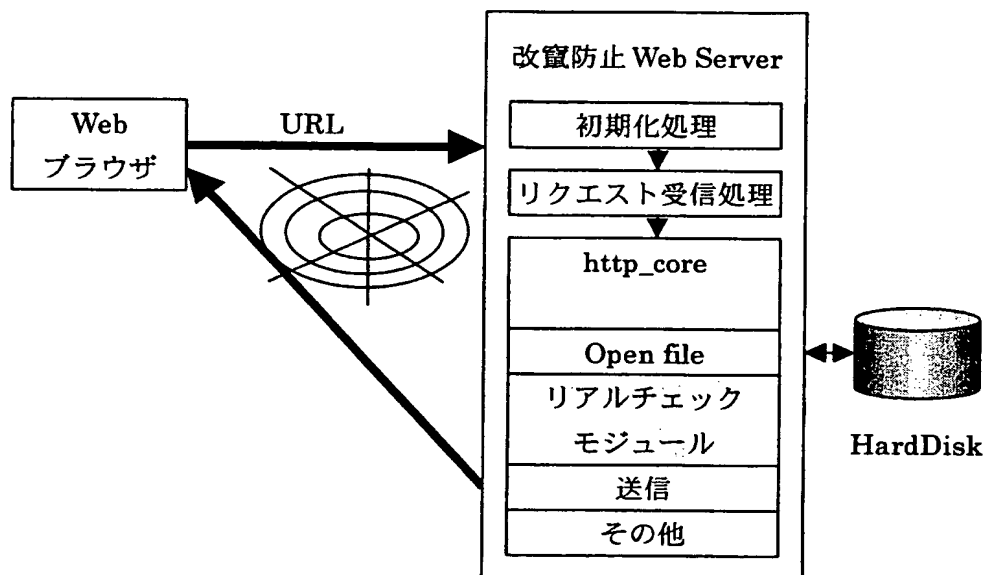 改竄防止 Web Server
Web
ブラウザ
URL
初期化処理
リクエスト受信処理
http_core
Open file
リアルチェック
モジュール
送信
その他
HardDisk